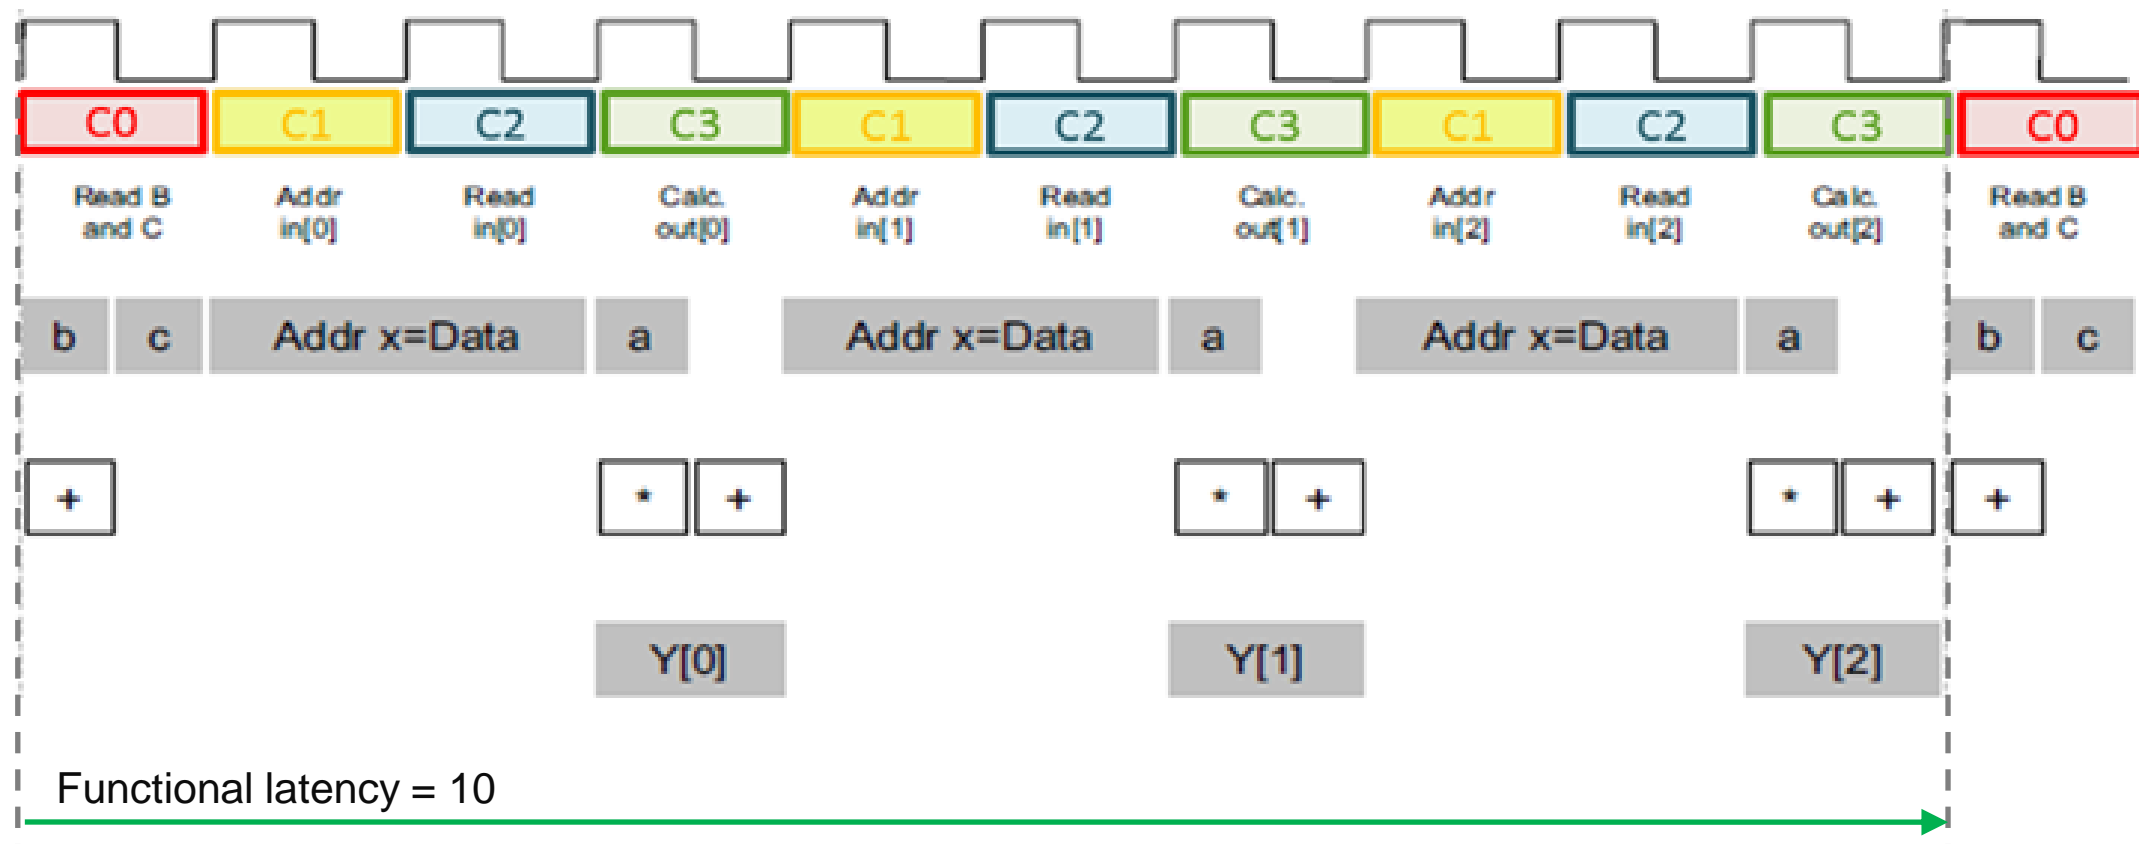 C0 C1 C2 C3 C1 C2 C3 C1 C2 C3 C0
Read B Addr Read Calc. Addr Read Calc. Addr Read Calc. Read B
and C in[0] in[0] out[0] in[1] in[1] out[1] in[2] in[2] out[2] and C
b c Addr x=Data a Addr x=Data a Addr x=Data a b c
+ * + * + * + +
Y[0] Y[1] Y[2]
Functional latency = 10